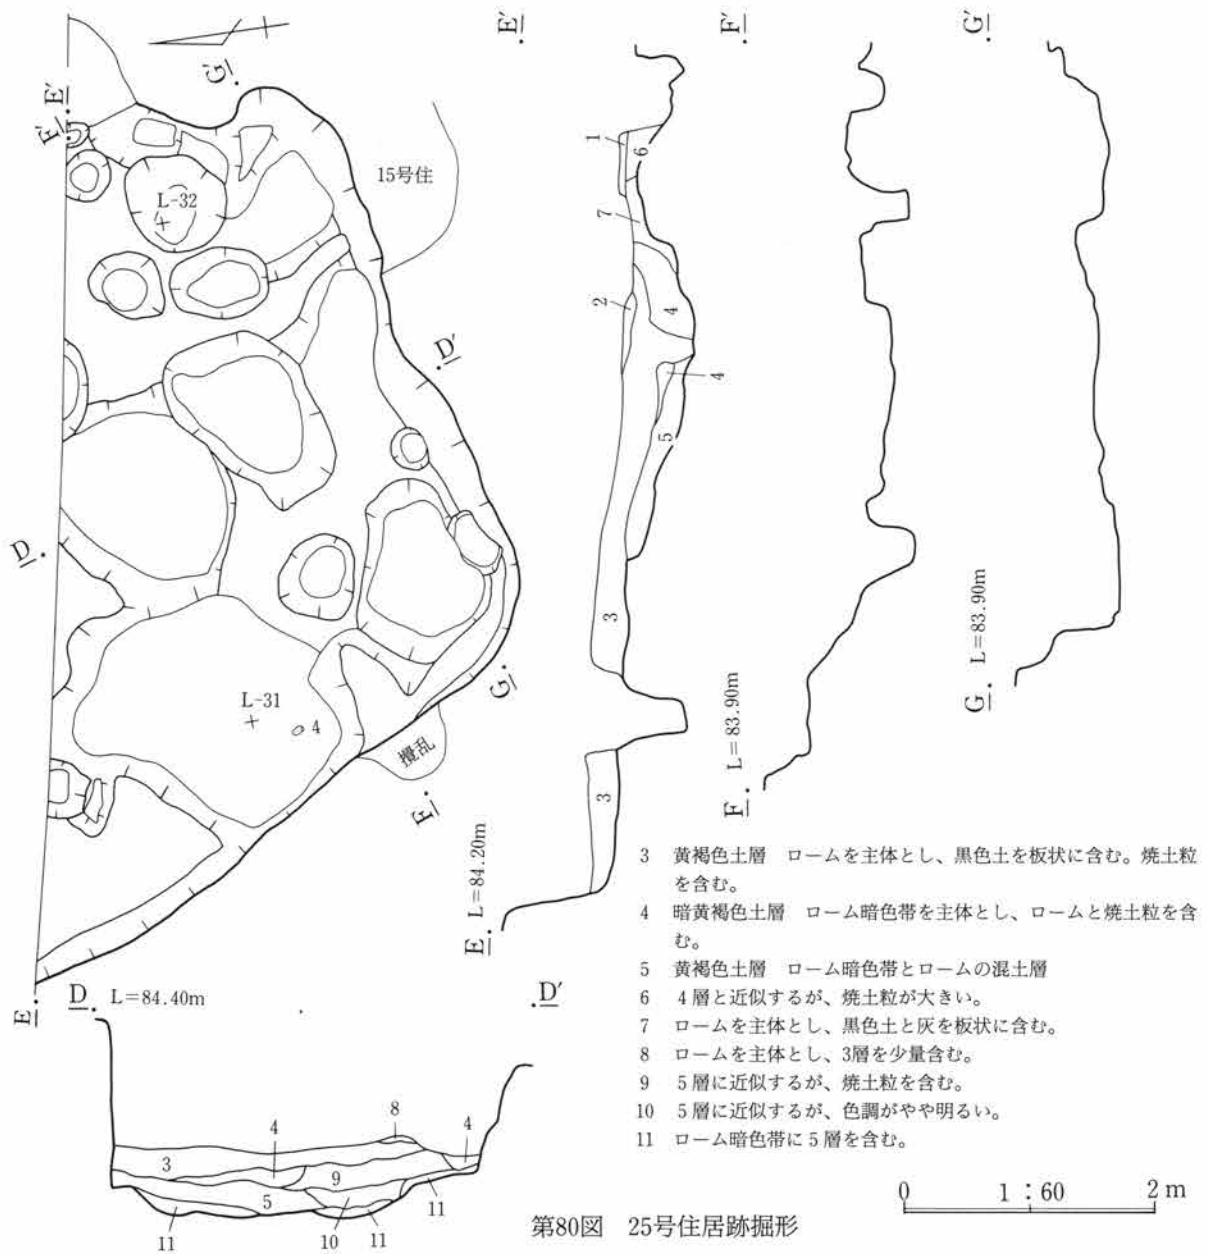 E'
F'
G'
E'
F'
G'
15号住
L-32
1
6
7
2
4
4
5
D'
D
3
L-31
4
G
攪乱
F
3
E L=84.20m
F L=83.90m
G L=83.90m
E
D L=84.40m
D'
3 黄褐色土層 ロームを主体とし、黒色土を板状に含む。焼土粒
を含む。
4 暗黄褐色土層 ローム暗色帯を主体とし、ロームと焼土粒を含
む。
5 黄褐色土層 ローム暗色帯とロームの混土層
6 4層と近似するが、焼土粒が大きい。
7 ロームを主体とし、黒色土と灰を板状に含む。
8 ロームを主体とし、3層を少量含む。
9 5層に近似するが、焼土粒を含む。
10 5層に近似するが、色調がやや明るい。
11 ローム暗色帯に5層を含む。
8
4
4
3
9
5
11
11
10
11
0 1：60 2m
第80図 25号住居跡掘形